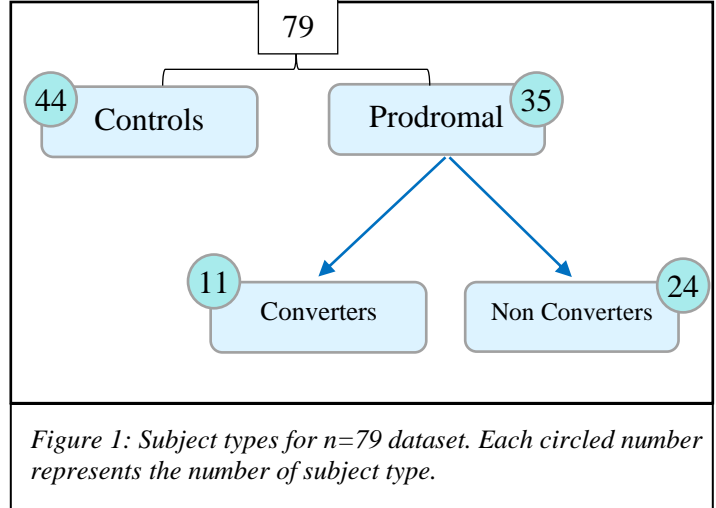 79
44
Controls
Prodromal
35
11
Converters
Non Converters
24
Figure 1: Subject types for n=79 dataset. Each circled number
represents the number of subject type.